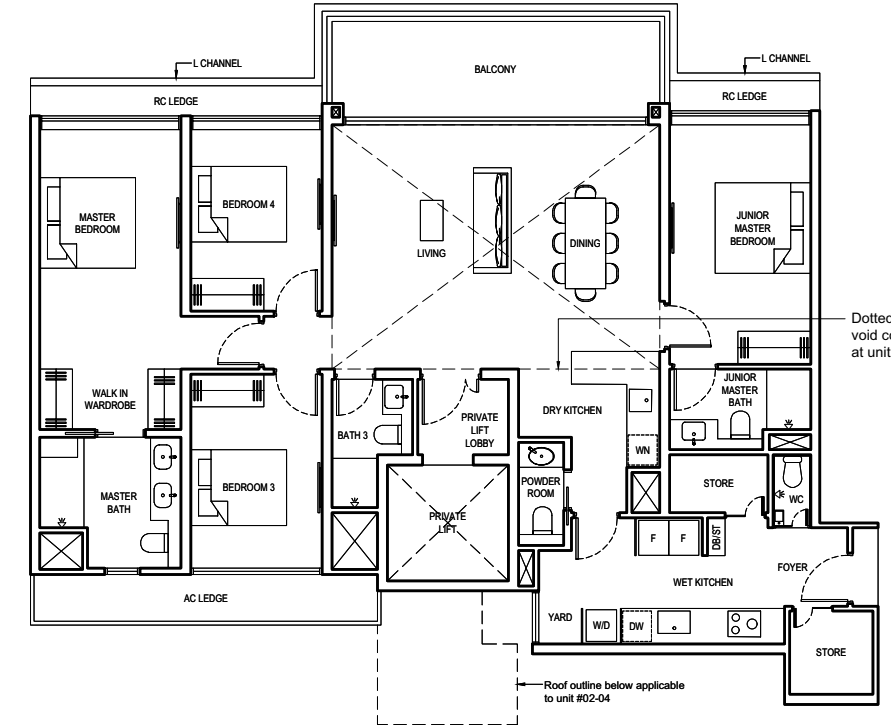 BALCONY
L CHANNEL
L CHANNEL
RC LEDGE
RC LEDGE
MASTER
BEDROOM
BEDROOM 4
LIVING
DINING
JUNIOR
MASTER
BEDROOM
Dotted
void co
at unit
WALK IN
WARDROBE
BATH 3
PRIVATE
LIFT
LOBBY
DRY KITCHEN
JUNIOR
MASTER
BATH
WN
MASTER
BATH
BEDROOM 3
PRIVATE
LIFT
POWDER
ROOM
STORE
WC
F
F
DB/ST
FOYER
WET KITCHEN
AC LEDGE
YARD
W/D
DW
STORE
Roof outline below applicable
to unit #02-04